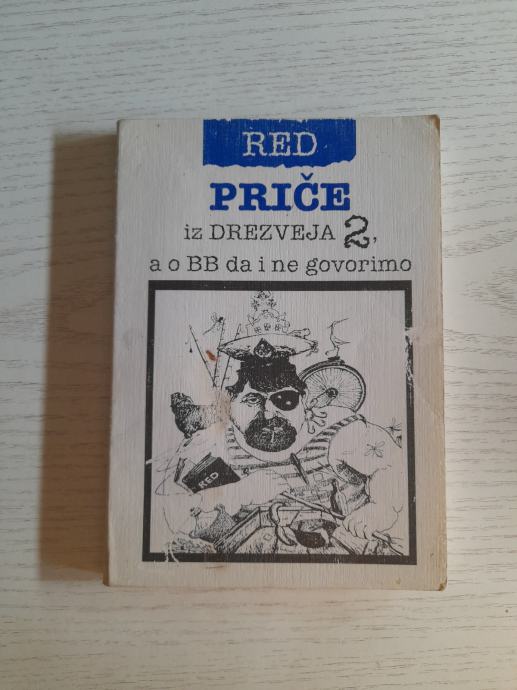 RED
PRIČE
iz DREZVEJA 2,
a o BB da i ne govorimo
RED